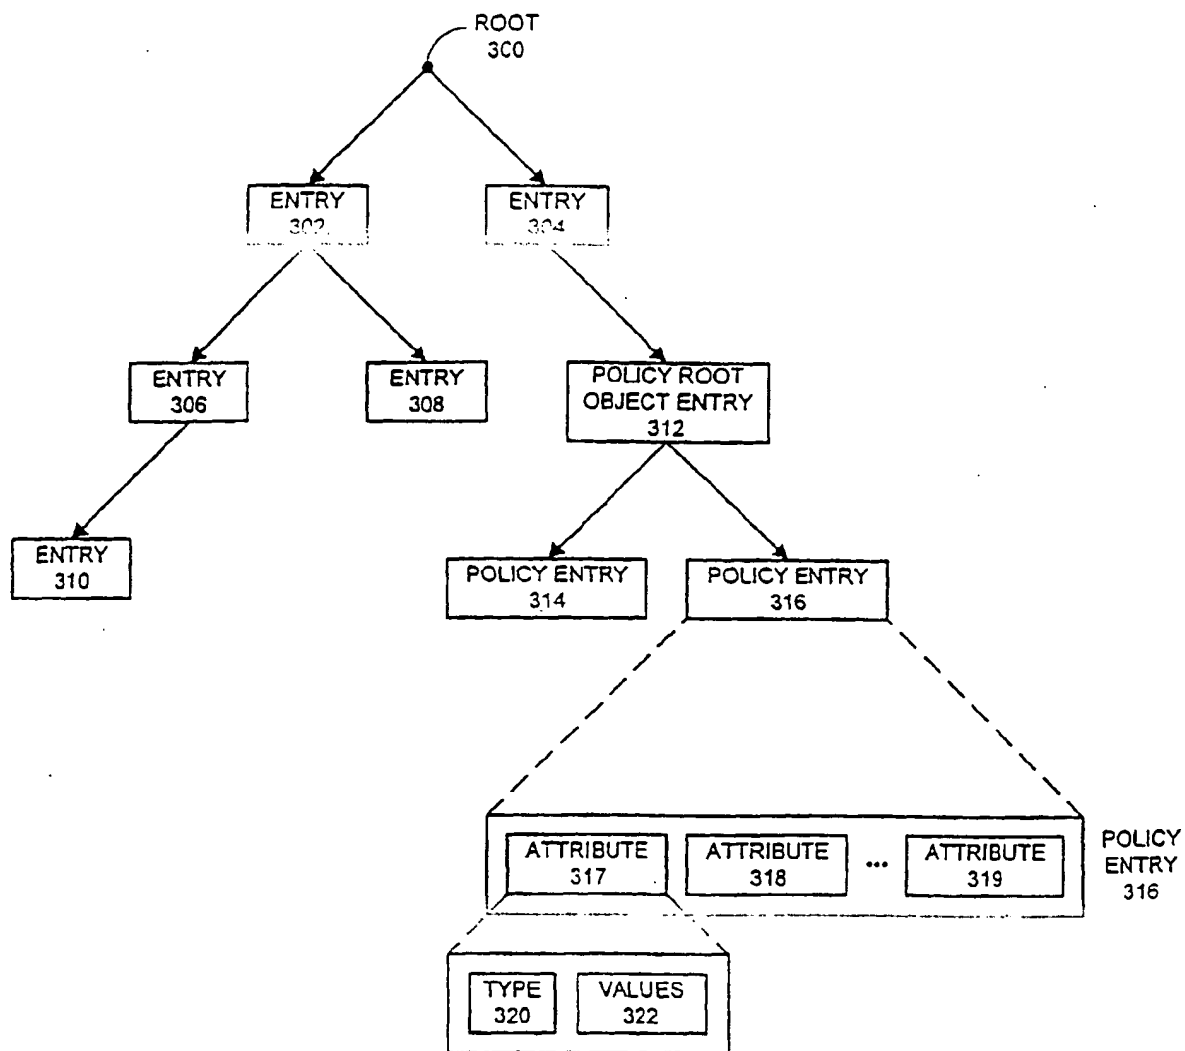 ROOT
300
ENTRY
302
ENTRY
304
ENTRY
306
ENTRY
308
POLICY ROOT
OBJECT ENTRY
312
ENTRY
310
POLICY ENTRY
314
POLICY ENTRY
316
ATTRIBUTE
317
ATTRIBUTE
318
...
ATTRIBUTE
319
POLICY
ENTRY
316
TYPE
320
VALUES
322